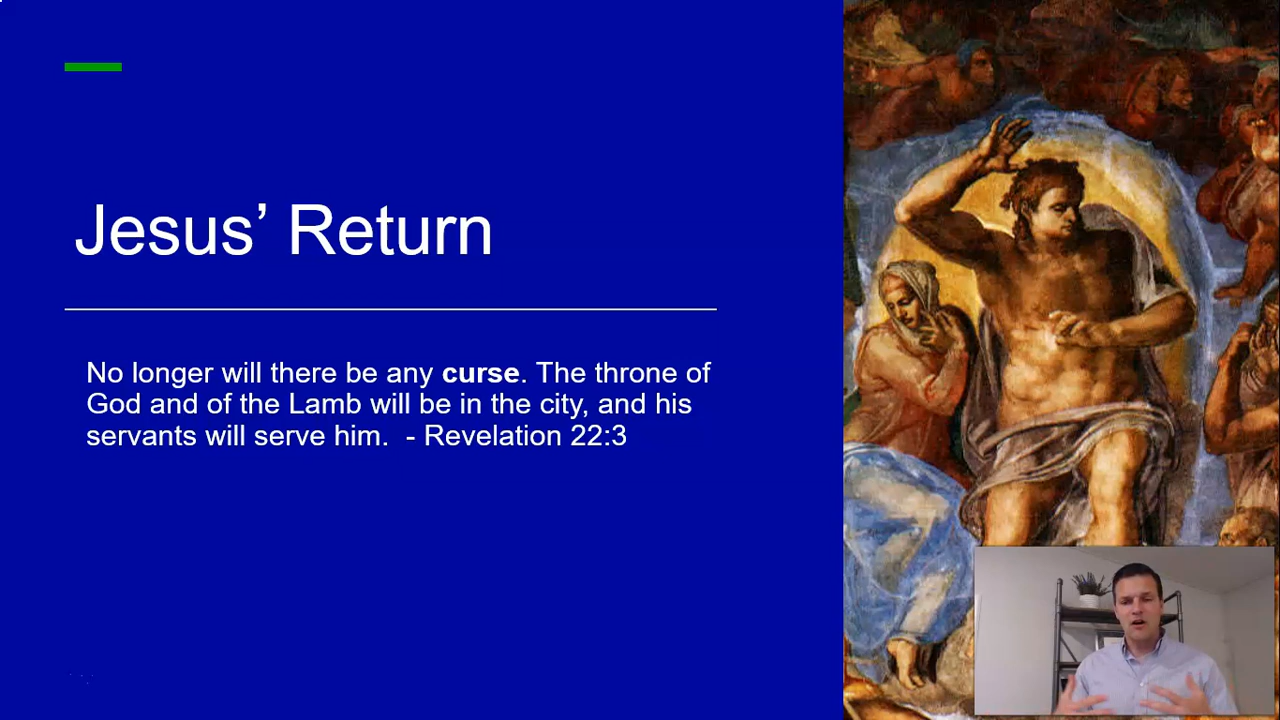 Jesus’ Return
No longer will there be any curse. The throne of
God and of the Lamb will be in the city, and his
servants will serve him.  - Revelation 22:3